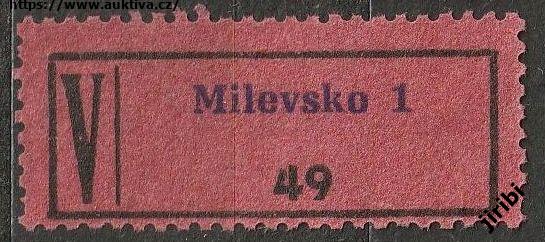 https://www.auktiva.cz/
V
Milevsko 1
49
jiribi